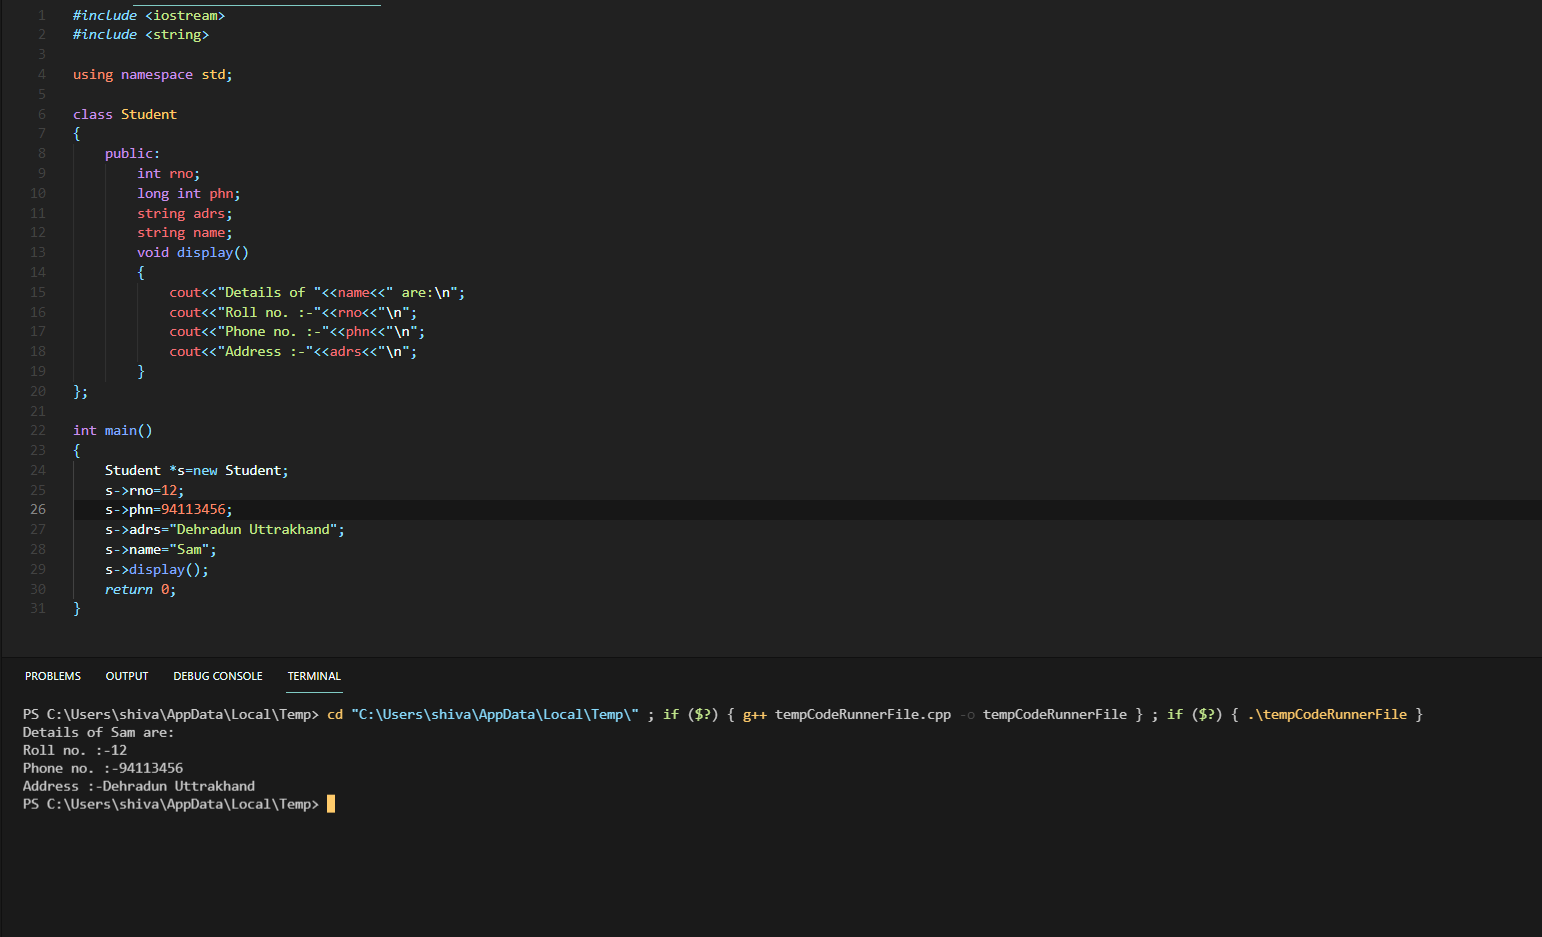 1 #include <iostream>
2 #include <string>
3
4 using namespace std;
5
6 class Student
7 {
8 public:
9 int rno;
10 long int phn;
11 string adrs;
12 string name;
13 void display()
14 {
15 cout<<"Details of "<<name<<" are:\n";
16 cout<<"Roll no. :-"<<rno<<"\n";
17 cout<<"Phone no. :-"<<phn<<"\n";
18 cout<<"Address :-"<<adrs<<"\n";
19 }
20 };
21
22 int main()
23 {
24 Student *s=new Student;
25 s->rno=12;
26 s->phn=94113456;
27 s->adrs="Dehradun Uttrakhand";
28 s->name="Sam";
29 s->display();
30 return 0;
31 }
PROBLEMS OUTPUT DEBUG CONSOLE TERMINAL
PS C:\Users\shiva\AppData\Local\Temp> cd "C:\Users\shiva\AppData\Local\Temp\" ; if ($?) { g++ tempCodeRunnerFile.cpp -o tempCodeRunnerFile } ; if ($?) { .\tempCodeRunnerFile }
Details of Sam are:
Roll no. :-12
Phone no. :-94113456
Address :-Dehradun Uttrakhand
PS C:\Users\shiva\AppData\Local\Temp>